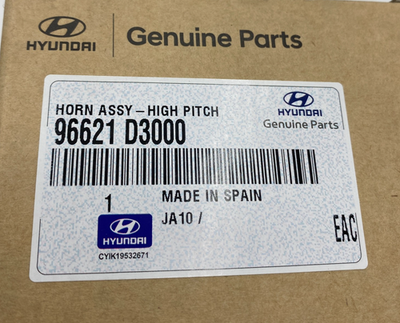 HYUNDAI | Genuine Parts
HORN ASSY–HIGH PITCH
96621 D3000
HYUNDAI
Genuine Parts
1
MADE IN SPAIN
JA10 /
HYUNDAI
CYIK19532671
EAC